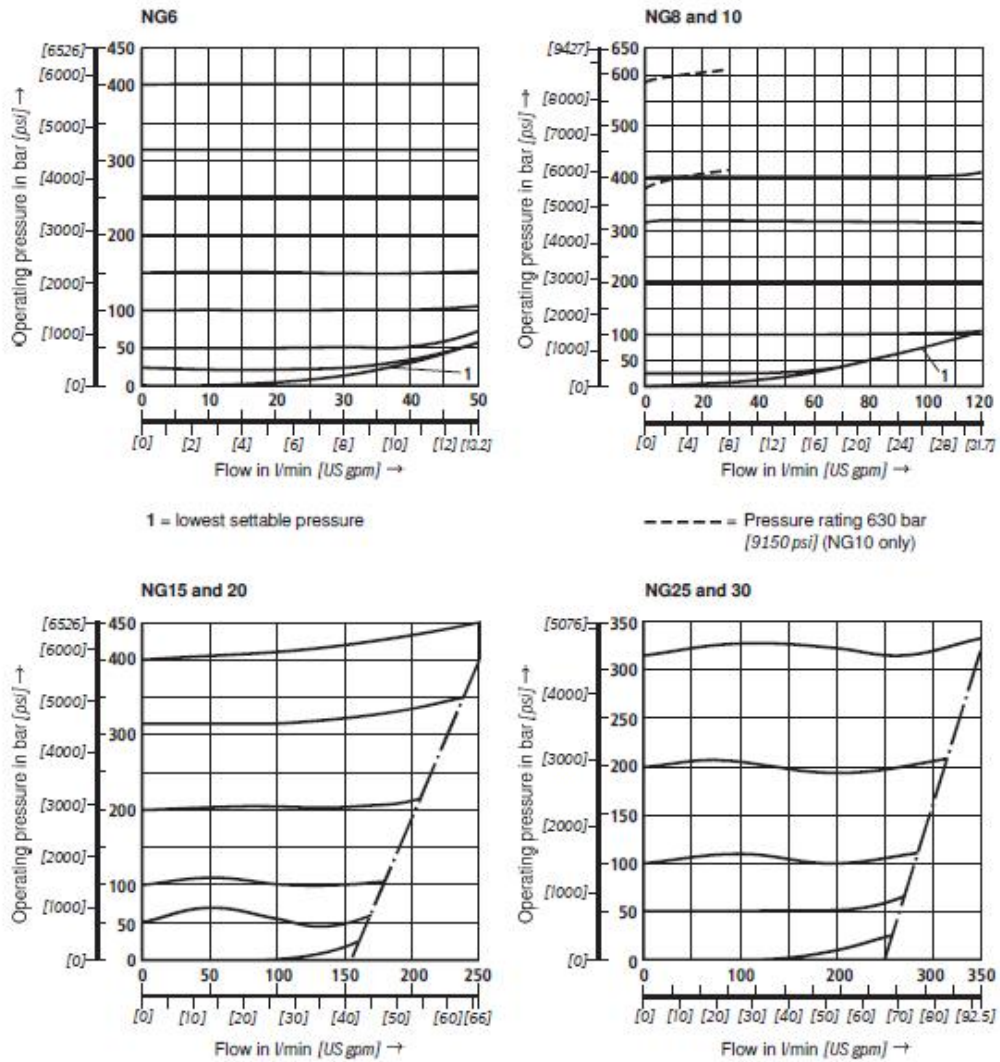 NG6
Operating pressure in bar [psi] →
[6526]
[6000]
[5000]
[4000]
[3000]
[2000]
[1000]
[0]
450
400
300
200
100
50
0
1
0 10 20 30 40 50
[0] [2] [4] [6] [8] [10] [12] [13.2]
Flow in l/min [US gpm] →
1 = lowest settable pressure
NG8 and 10
Operating pressure in bar [psi] →
[9427]
[8000]
[7000]
[6000]
[5000]
[4000]
[3000]
[2000]
[1000]
[0]
650
600
500
400
300
200
100
50
0
1
0 20 40 60 80 100 120
[0] [4] [8] [12] [16] [20] [24] [28] [31.7]
Flow in l/min [US gpm] →
= Pressure rating 630 bar
[9150 psi] (NG10 only)
NG15 and 20
Operating pressure in bar [psi] →
[6526]
[6000]
[5000]
[4000]
[3000]
[2000]
[1000]
[0]
450
400
300
200
100
50
0
0 50 100 150 200 250
[0] [10] [20] [30] [40] [50] [60] [66]
Flow in l/min [US gpm] →
NG25 and 30
Operating pressure in bar [psi] →
[5076]
[4000]
[3000]
[2000]
[1000]
[0]
350
300
250
200
150
100
50
0
0 100 200 300 350
[0] [10] [20] [30] [40] [50] [60] [70] [80] [92.5]
Flow in l/min [US gpm] →